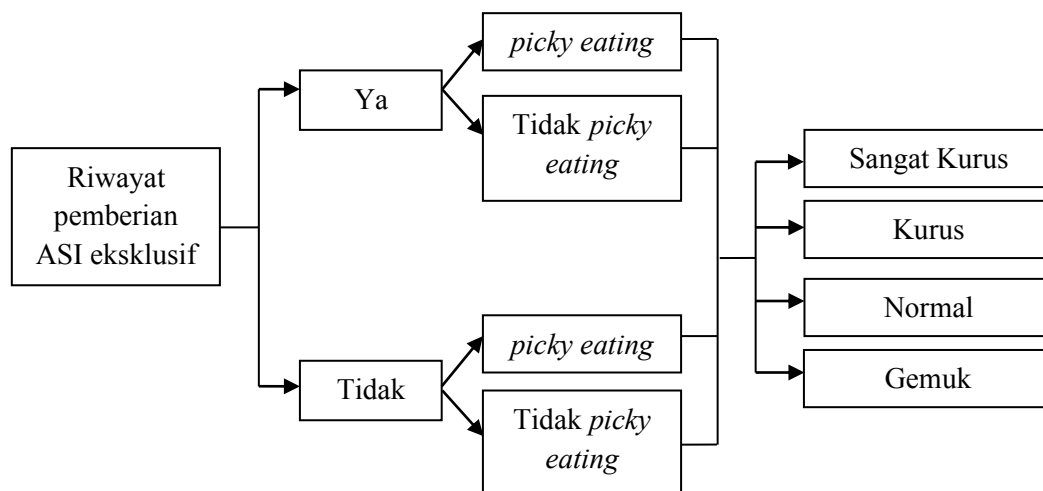 picky eating
Ya
Tidak picky
eating
Riwayat
pemberian
ASI eksklusif
Sangat Kurus
Kurus
Normal
Gemuk
picky eating
Tidak
Tidak picky
eating